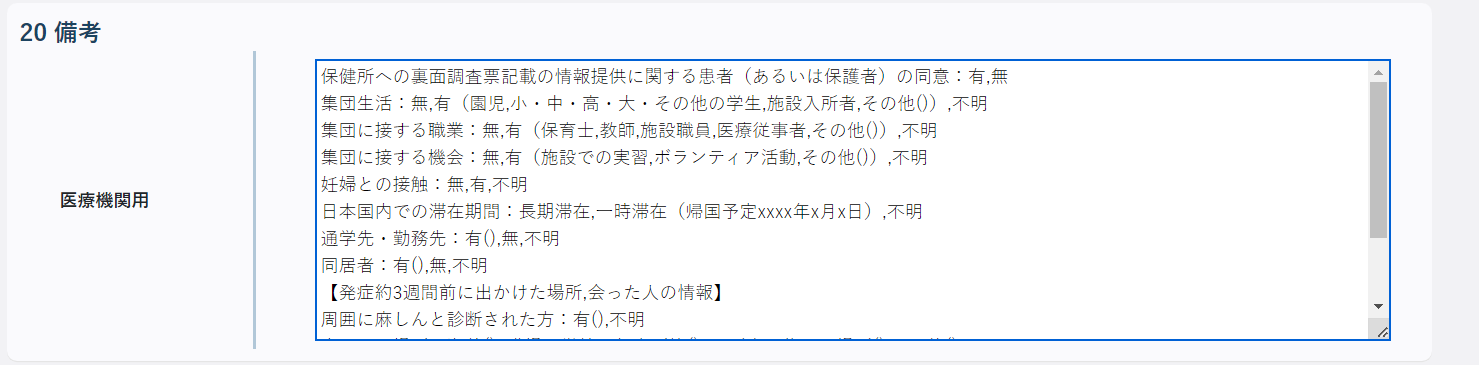 20 備考
医療機関用
保健所への裏面調査票記載の情報提供に関する患者（あるいは保護者）の同意：有,無
集団生活：無,有（園児,小・中・高・大・その他の学生,施設入所者,その他()）,不明
集団に接する職業：無,有（保育士,教師,施設職員,医療従事者,その他()）,不明
集団に接する機会：無,有（施設での実習,ボランティア活動,その他()）,不明
妊婦との接触：無,有,不明
日本国内での滞在期間：長期滞在,一時滞在（帰国予定xxxx年x月x日）,不明
通学先・勤務先：有(),無,不明
同居者：有(),無,不明
【発症約3週間前に出かけた場所,会った人の情報】
周囲に麻しんと診断された方：有(),不明